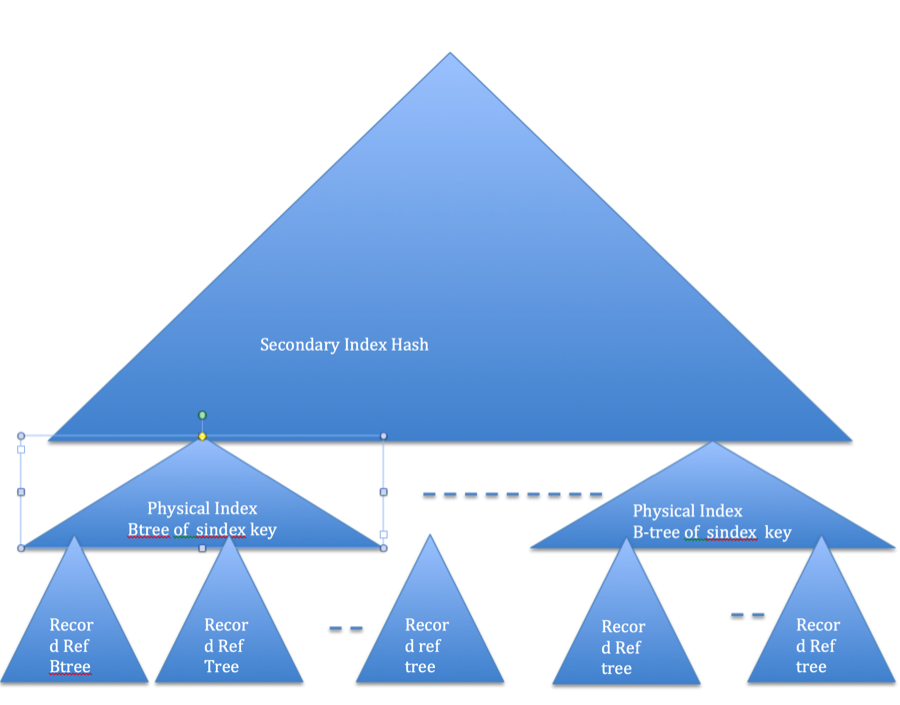 Secondary Index Hash
Physical Index
Btree of sindex key
Physical Index
B-tree of sindex key
Recor
d Ref
Btree
Recor
d Ref
Tree
Recor
d ref
tree
Recor
d Ref
tree
Recor
d Ref
tree